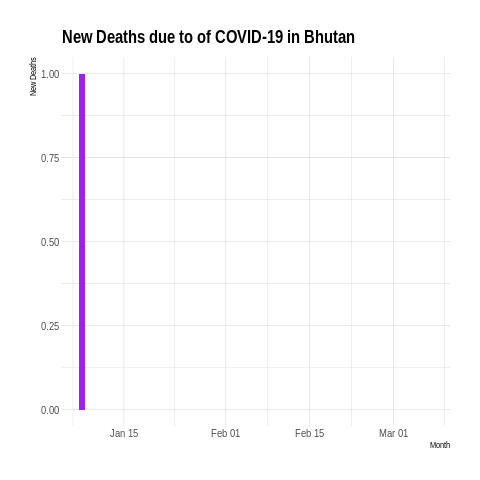 New Deaths due to of COVID-19 in Bhutan
New Deaths
1.00
0.75
0.50
0.25
0.00
Jan 15 Feb 01 Feb 15 Mar 01
Month